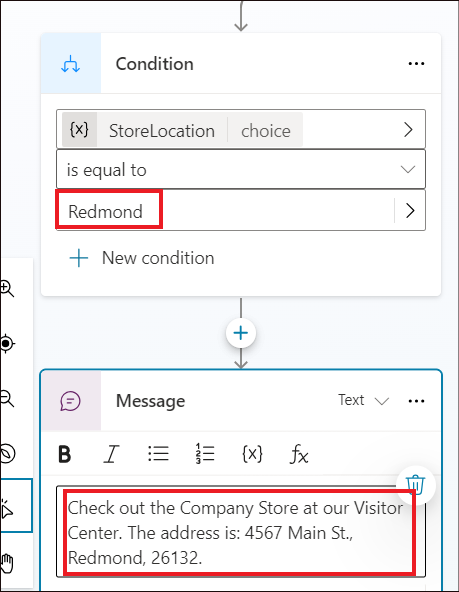 Condition
...
{x} StoreLocation choice
is equal to
Redmond
+ New condition
Message Text ...
B I {x} fx
Check out the Company Store at our Visitor
Center. The address is: 4567 Main St.,
Redmond, 26132.